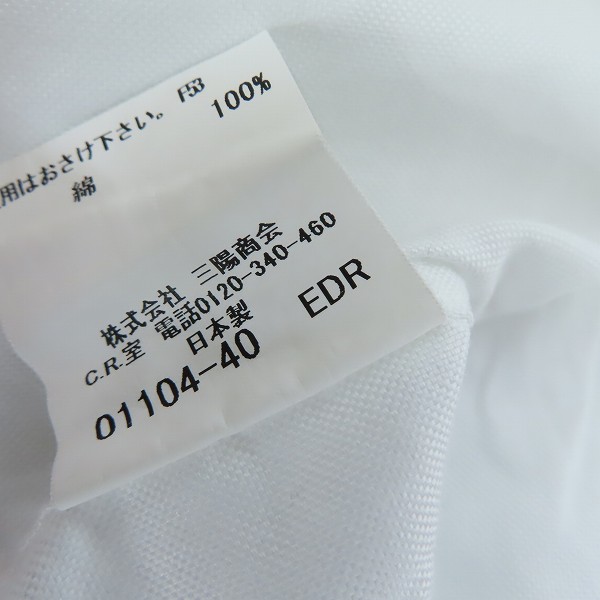 用はおさけ下さい。 F53
綿 100%
株式会社 三陽商会
C.R.室 電話0120-340-460
日本製
01104-40 EDR